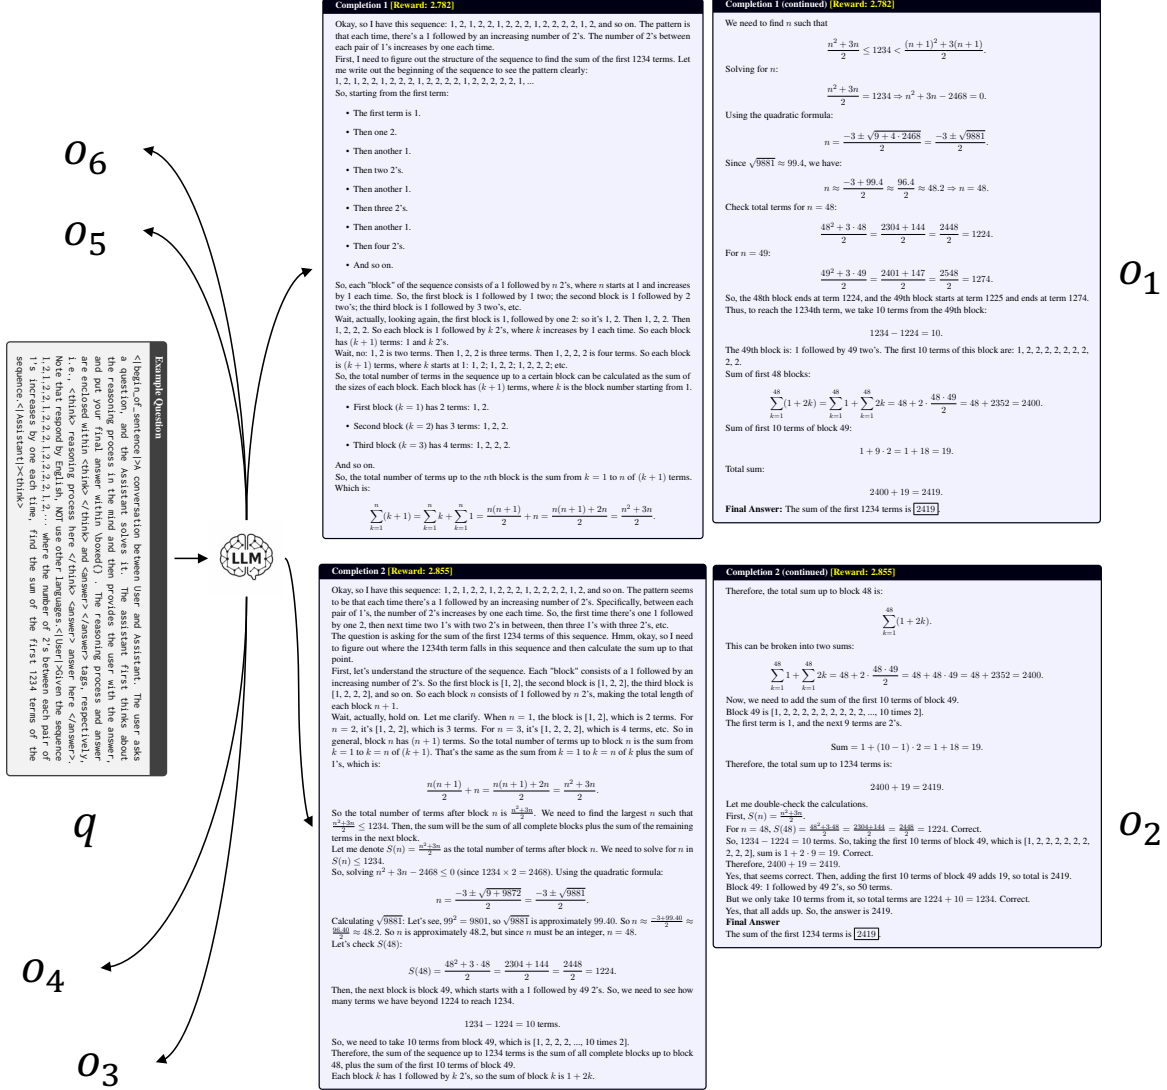 o₆
o₅
Example Question
<|begin_of_sentence|>A conversation between User and Assistant. The user asks
a question, and the Assistant solves it. The assistant first thinks about
the reasoning process in the mind and then provides the user with the answer,
and put your final answer within \boxed{}. The reasoning process and answer
are enclosed within <think> </think> and <answer> </answer> tags, respectively,
i.e., <think> reasoning process here </think> <answer> answer here </answer>.
Note that respond by English, NOT use other languages.<|User|>Given the sequence
1,2,1,2,2,1,2,2,2,1,2,2,2,2,1,2,··· where the number of 2's between each pair of
1's increases by one each time, find the sum of the first 1234 terms of the
sequence.<|Assistant|><think>
q
o₄
o₃
LLM
Completion 1 [Reward: 2.782]
Okay, so I have this sequence: 1, 2, 1, 2, 2, 1, 2, 2, 2, 1, 2, 2, 2, 2, 1, 2, and so on. The pattern is
that each time, there's a 1 followed by an increasing number of 2's. The number of 2's between
each pair of 1's increases by one each time.
First, I need to figure out the structure of the sequence to find the sum of the first 1234 terms. Let
me write out the beginning of the sequence to see the pattern clearly:
1, 2, 1, 2, 2, 1, 2, 2, 2, 1, 2, 2, 2, 2, 1, 2, 2, 2, 2, 2, 1, ...
So, starting from the first term:
• The first term is 1.
• Then one 2.
• Then another 1.
• Then two 2's.
• Then another 1.
• Then three 2's.
• Then another 1.
• Then four 2's.
• And so on.
So, each "block" of the sequence consists of a 1 followed by n 2's, where n starts at 1 and increases
by 1 each time. So, the first block is 1 followed by 1 two; the second block is 1 followed by 2
two's; the third block is 1 followed by 3 two's, etc.
Wait, actually, looking again, the first block is 1, followed by one 2: so it's 1, 2. Then 1, 2, 2. Then
1, 2, 2, 2. So each block is 1 followed by k 2's, where k increases by 1 each time. So each block
has (k + 1) terms: 1 and k 2's.
Wait, no: 1, 2 is two terms. Then 1, 2, 2 is three terms. Then 1, 2, 2, 2 is four terms. So each block
is (k + 1) terms, where k starts at 1: 1, 2; 1, 2, 2; 1, 2, 2, 2; etc.
So, the total number of terms in the sequence up to a certain block can be calculated as the sum of
the sizes of each block. Each block has (k + 1) terms, where k is the block number starting from 1.
• First block (k = 1) has 2 terms: 1, 2.
• Second block (k = 2) has 3 terms: 1, 2, 2.
• Third block (k = 3) has 4 terms: 1, 2, 2, 2.
And so on.
So, the total number of terms up to the nth block is the sum from k = 1 to n of (k + 1) terms.
Which is:
∑_{k=1}^{n}(k + 1) = ∑_{k=1}^{n} k + ∑_{k=1}^{n} 1 = n(n + 1)/2 + n = n(n + 1) + 2n/2 = n² + 3n/2.
Completion 1 (continued) [Reward: 2.782]
We need to find n such that
n² + 3n/2 ≤ 1234 < (n + 1)² + 3(n + 1)/2.
Solving for n:
n² + 3n/2 = 1234 ⇒ n² + 3n − 2468 = 0.
Using the quadratic formula:
n = −3 ± √9 + 4 · 2468/2 = −3 ± √9881/2.
Since √9881 ≈ 99.4, we have:
n ≈ −3 + 99.4/2 ≈ 96.4/2 ≈ 48.2 ⇒ n = 48.
Check total terms for n = 48:
48² + 3 · 48/2 = 2304 + 144/2 = 2448/2 = 1224.
For n = 49:
49² + 3 · 49/2 = 2401 + 147/2 = 2548/2 = 1274.
So, the 48th block ends at term 1224, and the 49th block starts at term 1225 and ends at term 1274.
Thus, to reach the 1234th term, we take 10 terms from the 49th block:
1234 − 1224 = 10.
The 49th block is: 1 followed by 49 two's. The first 10 terms of this block are: 1, 2, 2, 2, 2, 2, 2, 2,
2, 2.
Sum of first 48 blocks:
∑_{k=1}^{48}(1 + 2k) = ∑_{k=1}^{48} 1 + ∑_{k=1}^{48} 2k = 48 + 2 · 48 · 49/2 = 48 + 2352 = 2400.
Sum of first 10 terms of block 49:
1 + 9 · 2 = 1 + 18 = 19.
Total sum:
2400 + 19 = 2419.
Final Answer: The sum of the first 1234 terms is 2419.
o₁
Completion 2 [Reward: 2.855]
Okay, so I have this sequence: 1, 2, 1, 2, 2, 1, 2, 2, 2, 1, 2, 2, 2, 2, 1, 2, and so on. The pattern seems
to be that each time there's a 1 followed by an increasing number of 2's. Specifically, between each
pair of 1's, the number of 2's increases by one each time. So, the first time there's one 1 followed
by one 2, then next time two 1's with two 2's in between, then three 1's with three 2's, etc.
The question is asking for the sum of the first 1234 terms of this sequence. Hmm, okay, so I need
to figure out where the 1234th term falls in this sequence and then calculate the sum up to that
point.
First, let's understand the structure of the sequence. Each "block" consists of a 1 followed by an
increasing number of 2's. So the first block is [1, 2], the second block is [1, 2, 2], the third block is
[1, 2, 2, 2], and so on. So each block n consists of 1 followed by n 2's, making the total length of
each block n + 1.
Wait, actually, hold on. Let me clarify. When n = 1, the block is [1, 2], which is 2 terms. For
n = 2, it's [1, 2, 2], which is 3 terms. For n = 3, it's [1, 2, 2, 2], which is 4 terms, etc. So in
general, block n has (n + 1) terms. So the total number of terms up to block n is the sum from
k = 1 to k = n of (k + 1). That's the same as the sum from k = 1 to k = n of k plus the sum of
1's, which is:
n(n + 1)/2 + n = n(n + 1) + 2n/2 = n² + 3n/2.
So the total number of terms after block n is n²+3n/2. We need to find the largest n such that
n²+3n/2 ≤ 1234. Then, the sum will be the sum of all complete blocks plus the sum of the remaining
terms in the next block.
Let me denote S(n) = n²+3n/2 as the total number of terms after block n. We need to solve for n in
S(n) ≤ 1234.
So, solving n² + 3n − 2468 ≤ 0 (since 1234 × 2 = 2468). Using the quadratic formula:
n = −3 ± √9 + 9872/2 = −3 ± √9881/2.
Calculating √9881: Let's see, 99² = 9801, so √9881 is approximately 99.40. So n ≈ −3+99.40/2 ≈
96.40/2 ≈ 48.2. So n is approximately 48.2, but since n must be an integer, n = 48.
Let's check S(48):
S(48) = 48² + 3 · 48/2 = 2304 + 144/2 = 2448/2 = 1224.
Then, the next block is block 49, which starts with a 1 followed by 49 2's. So, we need to see how
many terms we have beyond 1224 to reach 1234.
1234 − 1224 = 10 terms.
So, we need to take 10 terms from block 49, which is [1, 2, 2, 2, ..., 10 times 2].
Therefore, the sum of the sequence up to 1234 terms is the sum of all complete blocks up to block
48, plus the sum of the first 10 terms of block 49.
Each block k has 1 followed by k 2's, so the sum of block k is 1 + 2k.
Completion 2 (continued) [Reward: 2.855]
Therefore, the total sum up to block 48 is:
∑_{k=1}^{48}(1 + 2k).
This can be broken into two sums:
∑_{k=1}^{48} 1 + ∑_{k=1}^{48} 2k = 48 + 2 · 48 · 49/2 = 48 + 48 · 49 = 48 + 2352 = 2400.
Now, we need to add the sum of the first 10 terms of block 49.
Block 49 is [1, 2, 2, 2, 2, 2, 2, 2, 2, 2, ..., 10 times 2].
The first term is 1, and the next 9 terms are 2's.
Sum = 1 + (10 − 1) · 2 = 1 + 18 = 19.
Therefore, the total sum up to 1234 terms is:
2400 + 19 = 2419.
Let me double-check the calculations.
First, S(n) = n²+3n/2.
For n = 48, S(48) = 48²+3·48/2 = 2304+144/2 = 2448/2 = 1224. Correct.
So, 1234 − 1224 = 10 terms. So, taking the first 10 terms of block 49, which is [1, 2, 2, 2, 2, 2, 2,
2, 2, 2], sum is 1 + 2 · 9 = 19. Correct.
Therefore, 2400 + 19 = 2419.
Yes, that seems correct. Then, adding the first 10 terms of block 49 adds 19, so total is 2419.
Block 49: 1 followed by 49 2's, so 50 terms.
But we only take 10 terms from it, so total terms are 1224 + 10 = 1234. Correct.
Yes, that all adds up. So, the answer is 2419.
Final Answer
The sum of the first 1234 terms is 2419.
o₂